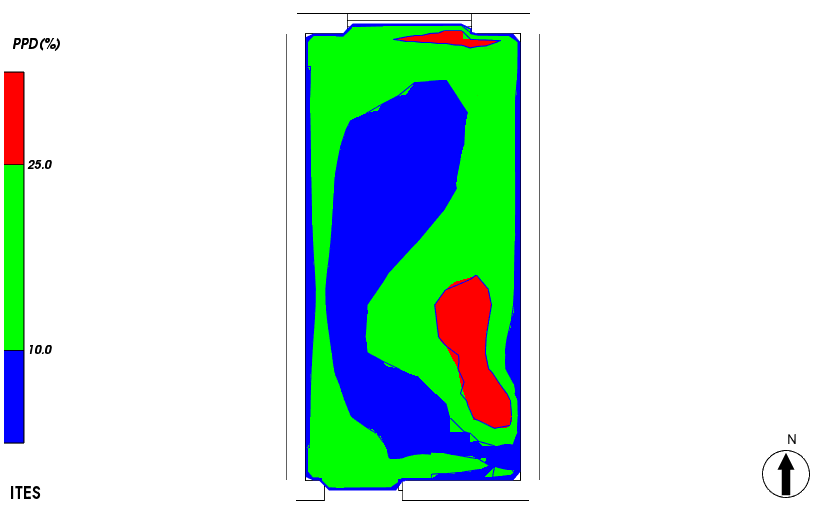 PPD(%)
25.0
10.0
N
ITES